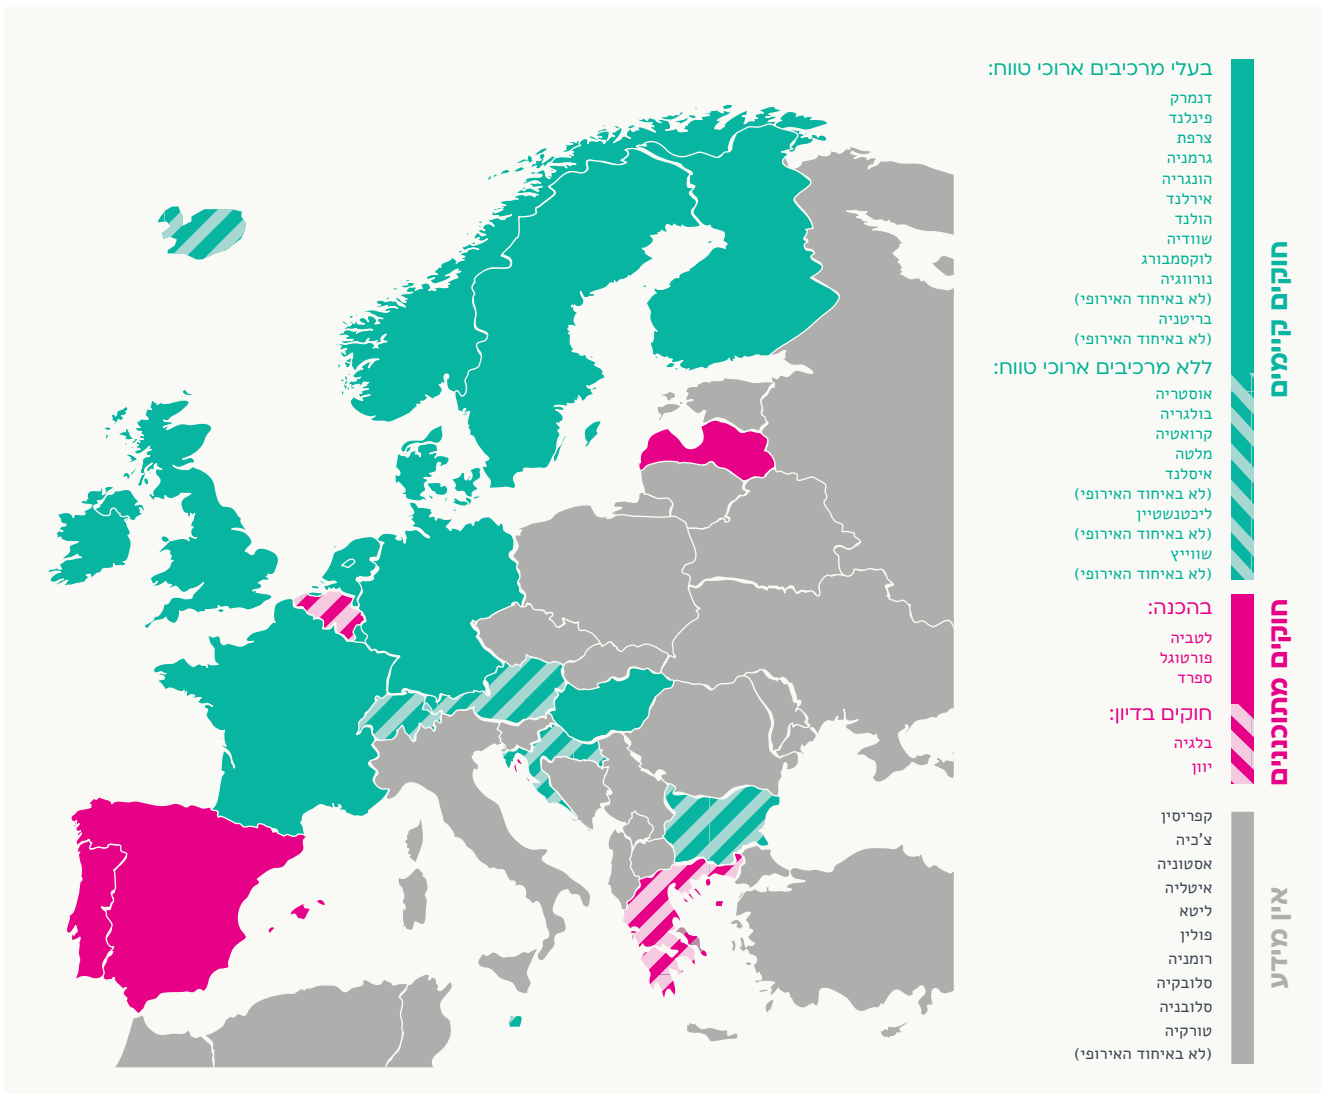 חוקים קיימים
בעלי מרכיבים ארוכי טווח:
דנמרק
פינלנד
צרפת
גרמניה
הונגריה
אירלנד
הולנד
שוודיה
לוקסמבורג
נורווגיה
(לא באיחוד האירופי)
בריטניה
(לא באיחוד האירופי)
ללא מרכיבים ארוכי טווח:
אוסטריה
בולגריה
קרואטיה
מלטה
איסלנד
(לא באיחוד האירופי)
ליכטנשטיין
(לא באיחוד האירופי)
שווייץ
(לא באיחוד האירופי)
חוקים מתוכננים
בהכנה:
לטביה
פורטוגל
ספרד
חוקים בדיון:
בלגיה
יוון
אין מידע
קפריסין
צ'כיה
אסטוניה
איטליה
ליטא
פולין
רומניה
סלובקיה
סלובניה
טורקיה
(לא באיחוד האירופי)